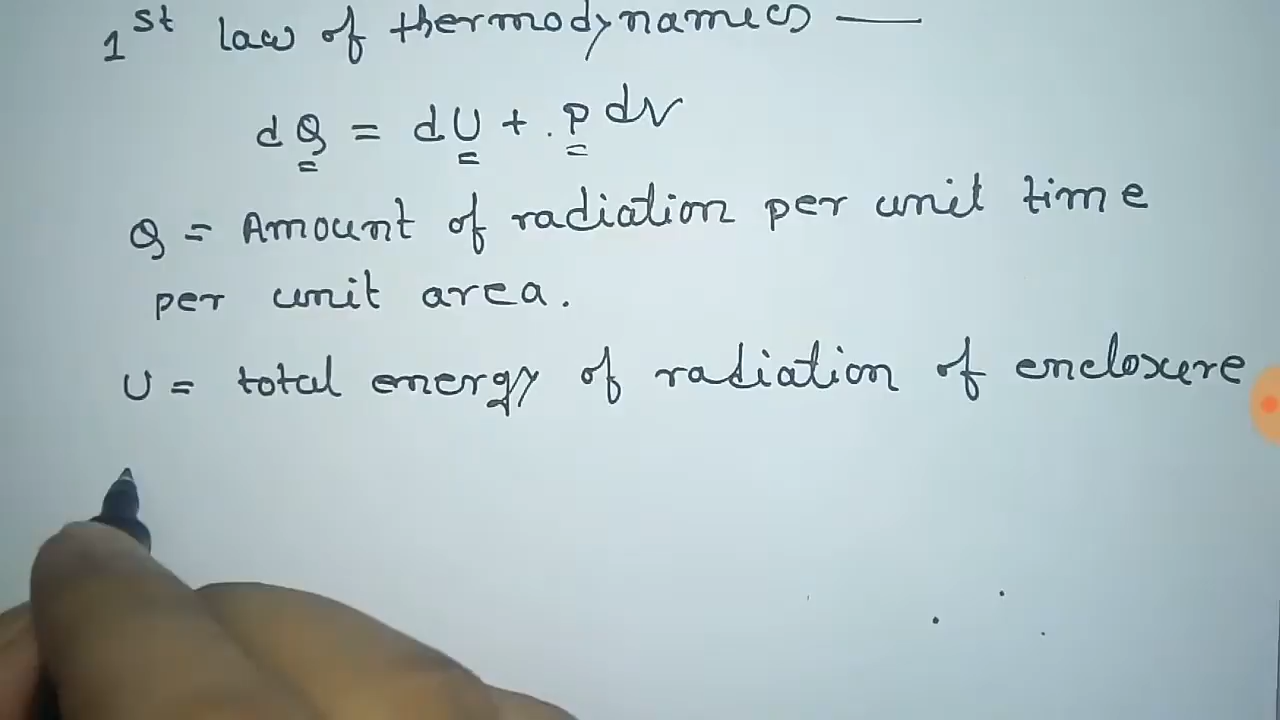 1st law of thermodynamics —
dQ = dU + . P dV
Q = Amount of radiation per unit time
per unit area.
U = total energy of radiation of encloxure